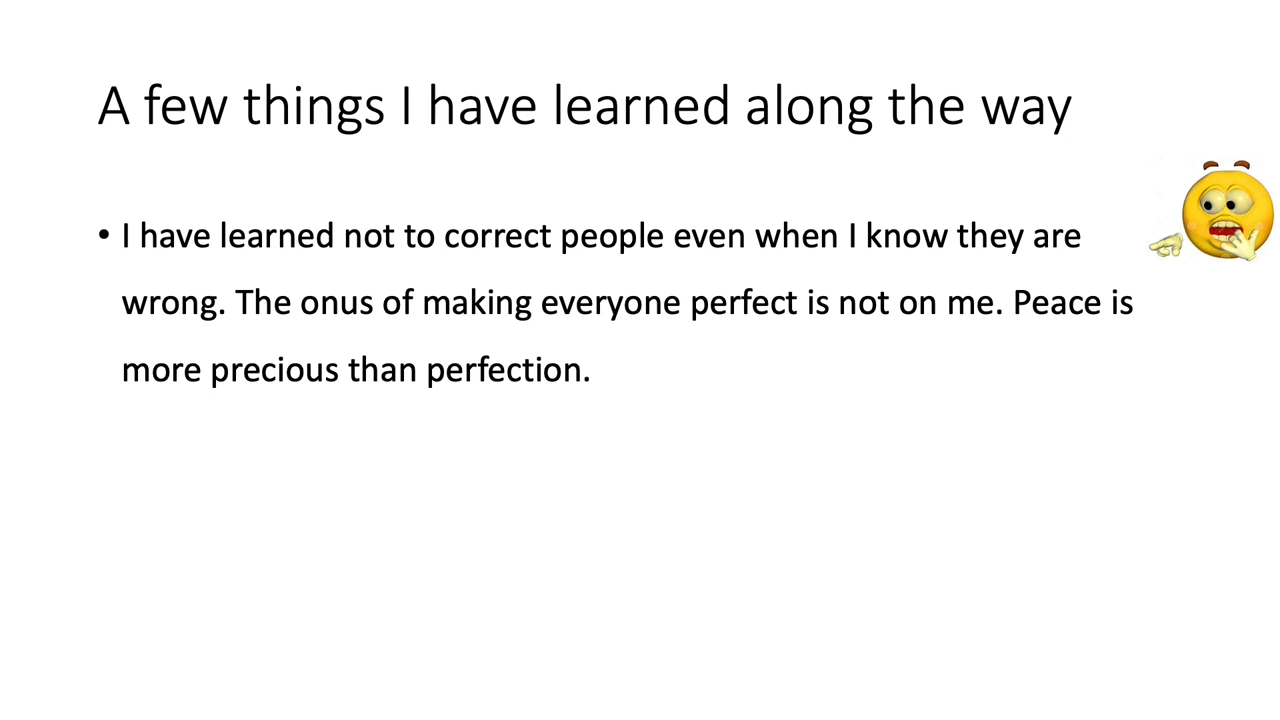 A few things I have learned along the way
• I have learned not to correct people even when I know they are
wrong. The onus of making everyone perfect is not on me. Peace is
more precious than perfection.